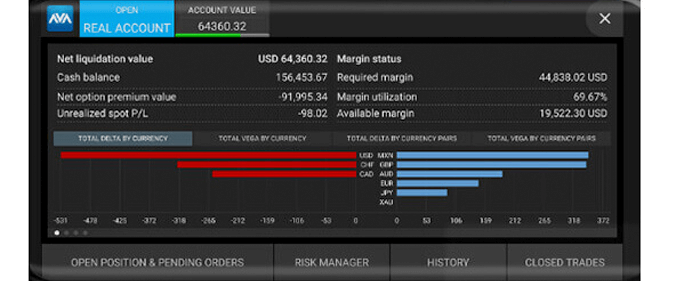 AVA
OPEN
REAL ACCOUNT
ACCOUNT VALUE
64360.32
X
Net liquidation value USD 64,360.32 Margin status
Cash balance 156,453.67 Required margin 44,838.02 USD
Net option premium value -91,995.34 Margin utilization 69.67%
Unrealized spot P/L -98.02 Available margin 19,522.30 USD
TOTAL DELTA BY CURRENCY TOTAL VEGA BY CURRENCY TOTAL DELTA BY CURRENCY PAIRS TOTAL VEGA BY CURRENCY PAIRS
USD MXN
CHF GBP
CAD AUD
EUR
JPY
XAU
-531 -478 -425 -372 -318 -265 -212 -159 -106 -53 0 0 53 106 159 212 265 318 372
OPEN POSITION & PENDING ORDERS RISK MANAGER HISTORY CLOSED TRADES